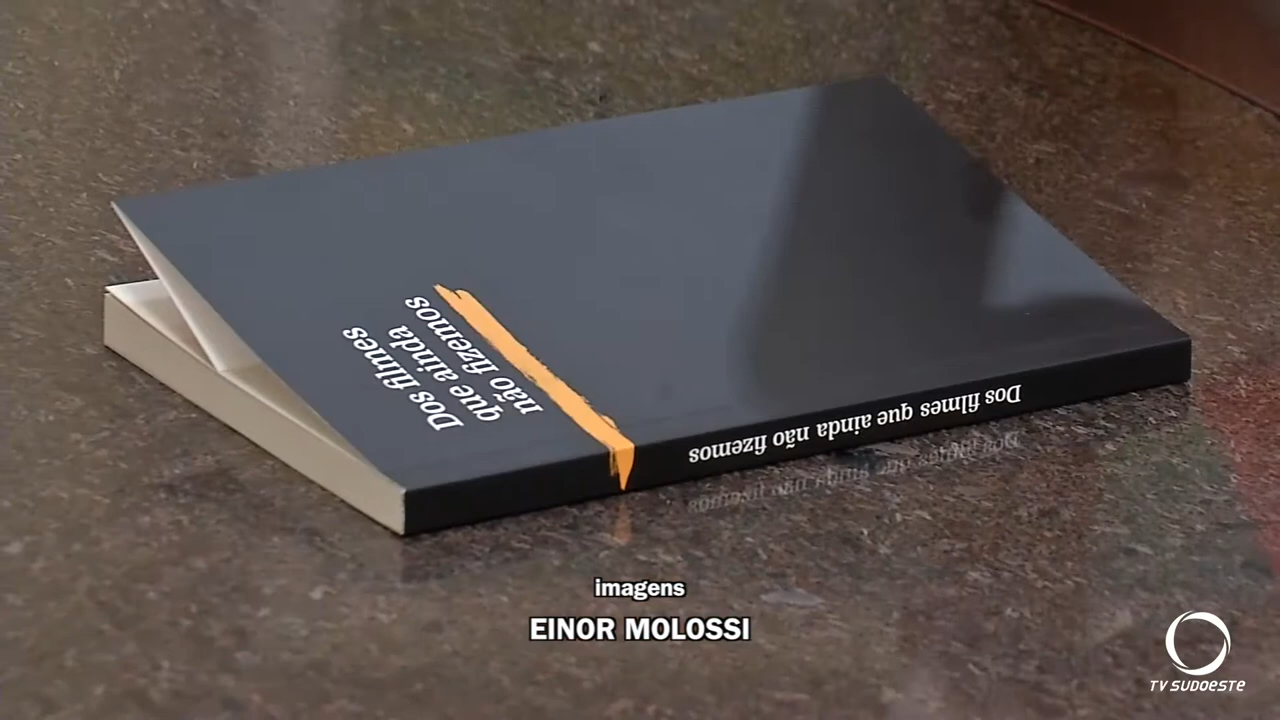 Dos filmes
que ainda
não fizemos
Dos filmes que ainda não fizemos
imagens
EINOR MOLOSSI
TV SUDOESTE